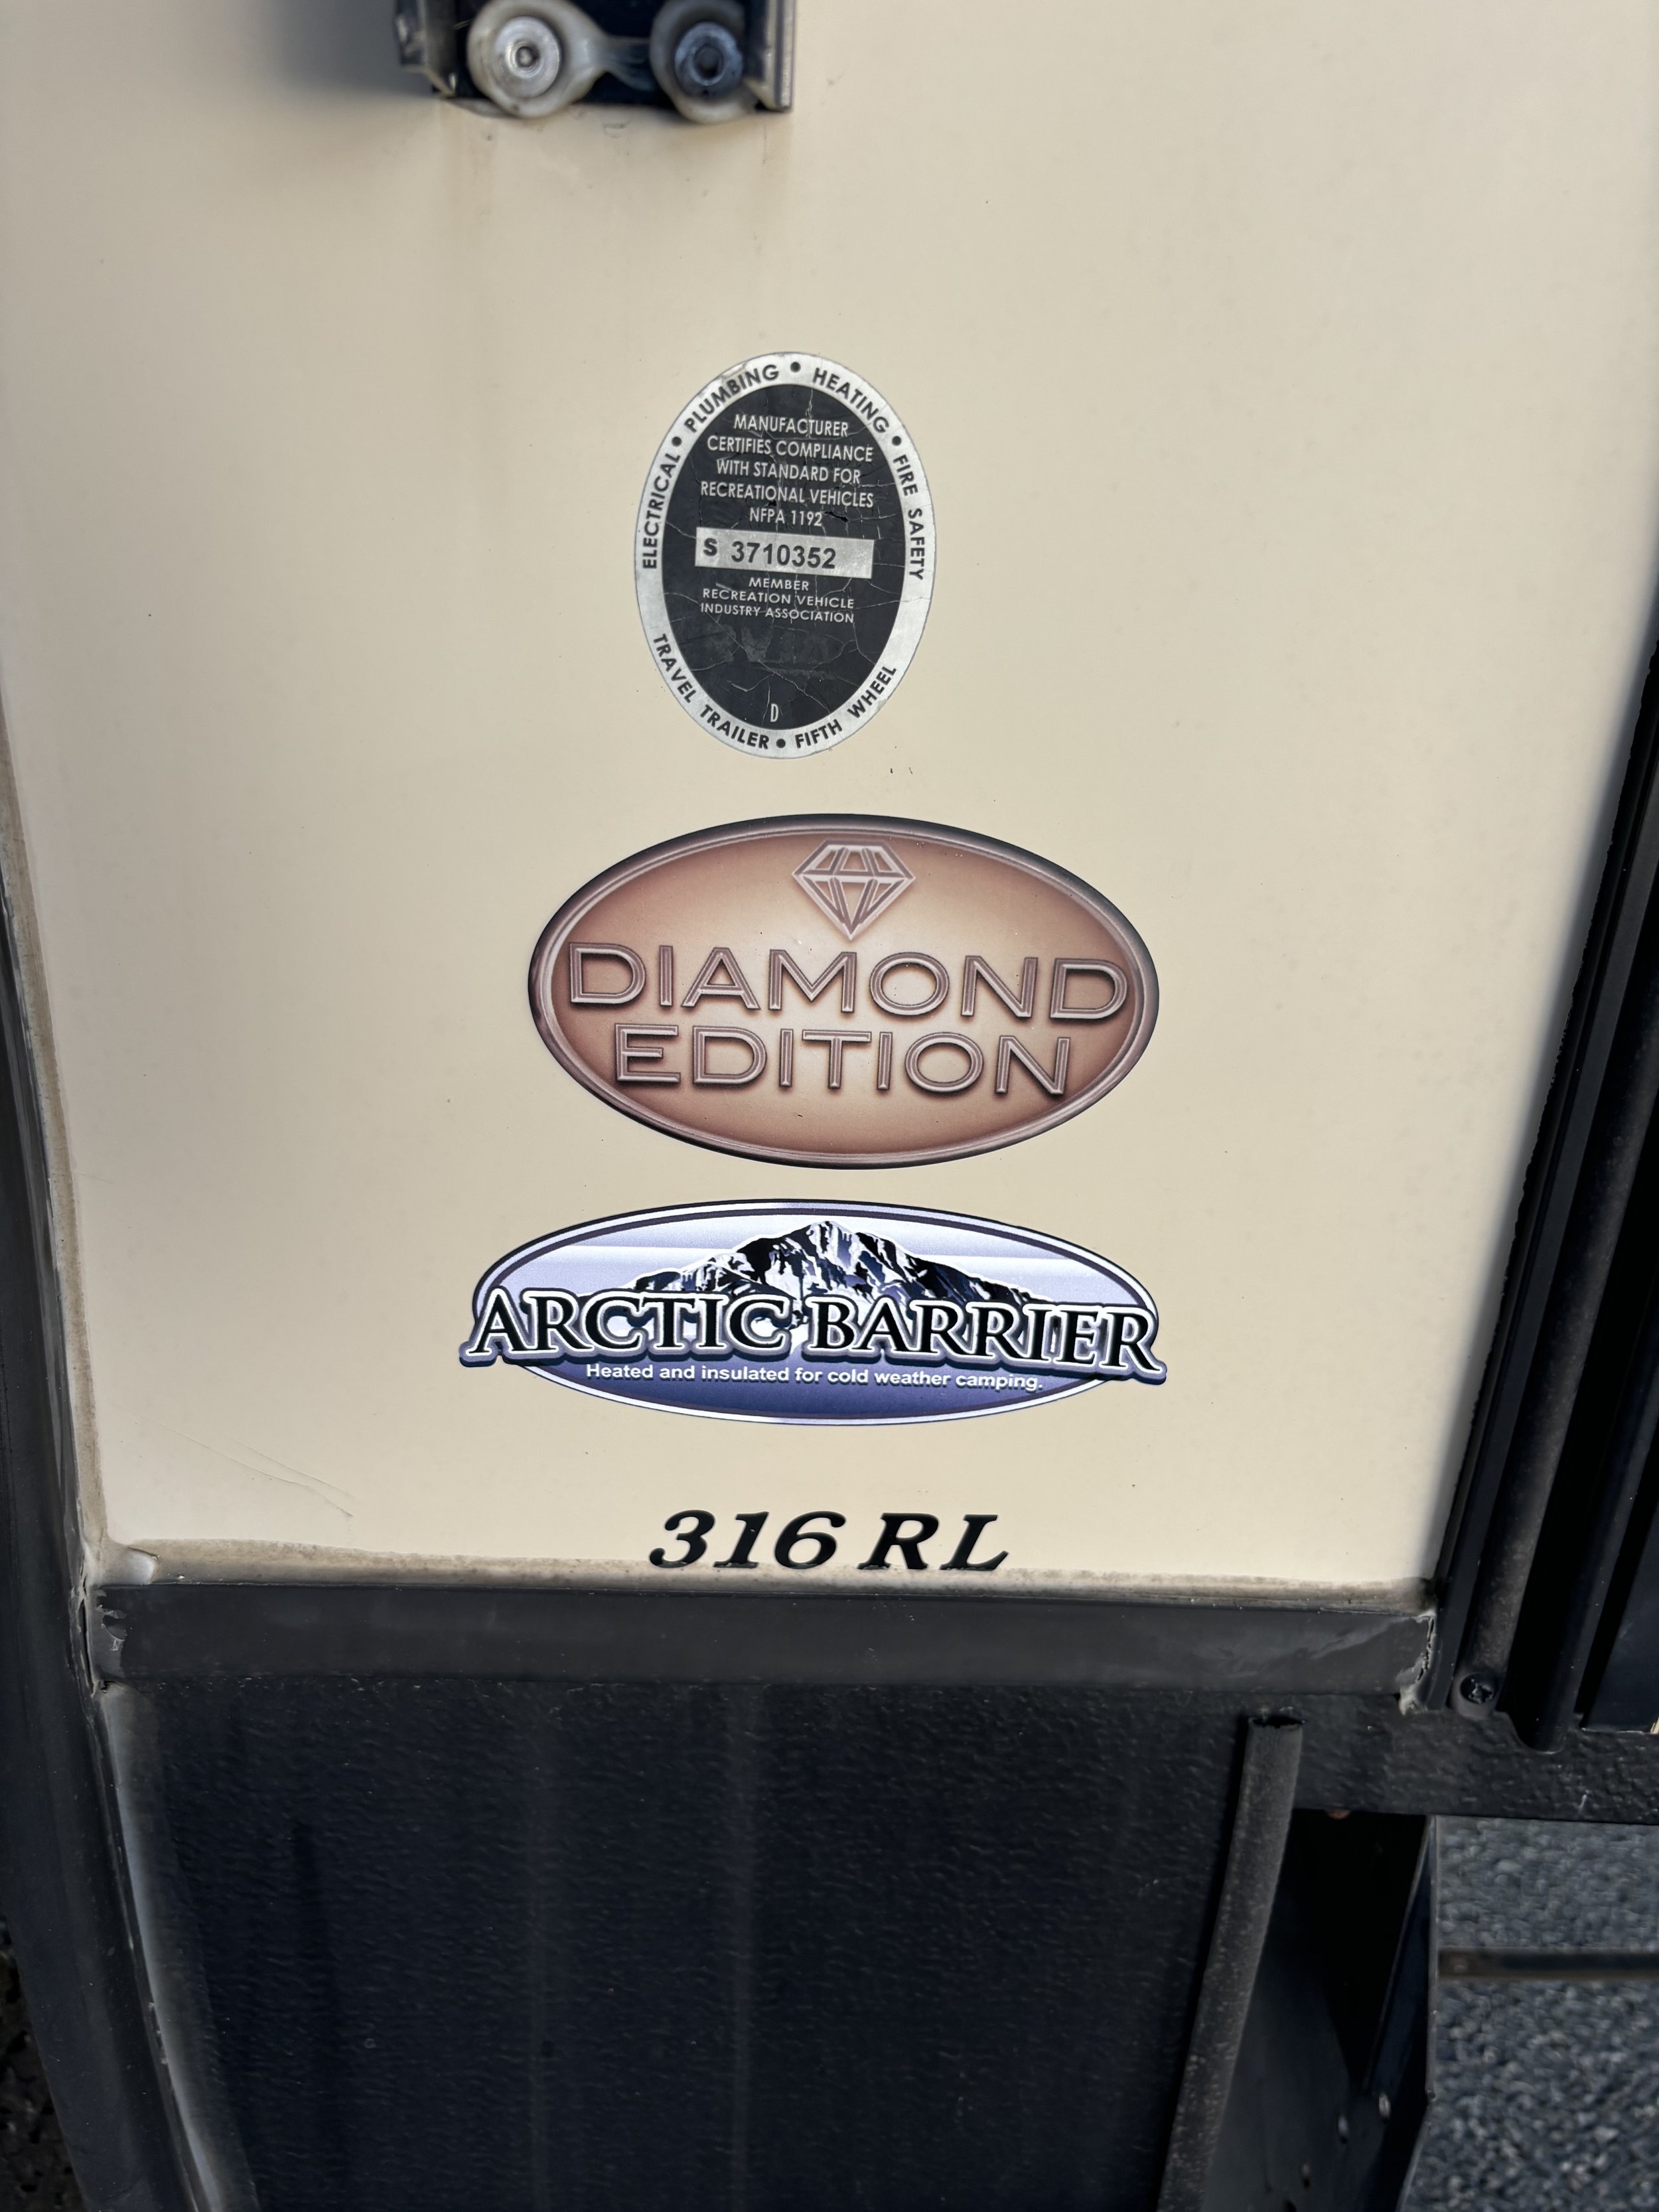 ELECTRICAL • PLUMBING • HEATING • FIRE SAFETY
MANUFACTURER
CERTIFIES COMPLIANCE
WITH STANDARD FOR
RECREATIONAL VEHICLES
NFPA 1192
S 3710352
MEMBER
RECREATION VEHICLE
INDUSTRY ASSOCIATION
D
TRAVEL TRAILER • FIFTH WHEEL
DIAMOND
EDITION
ARCTIC BARRIER
Heated and insulated for cold weather camping.
316 RL